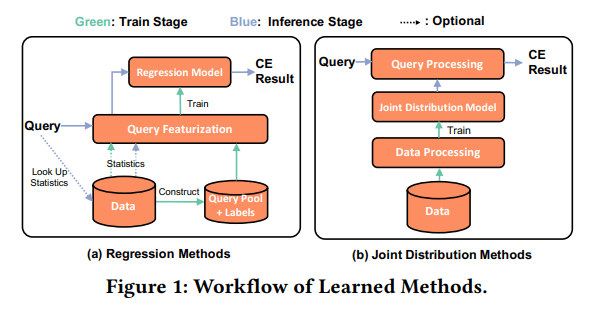 Green: Train Stage
Blue: Inference Stage
: Optional
Regression Model
CE
Result
Train
Query
Query Featurization
Look Up
Statistics
Statistics
Data
Construct
Query Pool
+ Labels
(a) Regression Methods
Query
Query Processing
CE
Result
Joint Distribution Model
Train
Data Processing
Data
(b) Joint Distribution Methods
Figure 1: Workflow of Learned Methods.